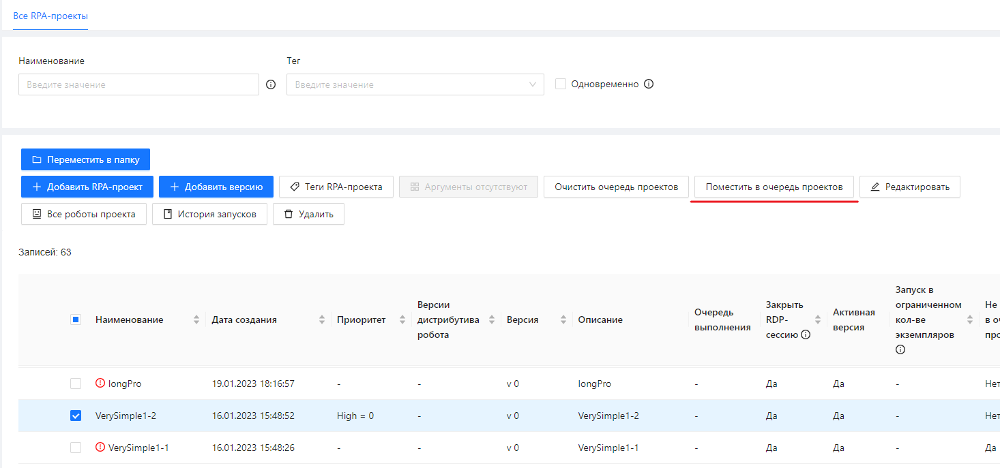 Все RPA-проекты
Наименование
Тег
Введите значение
Введите значение
Одновременно
Переместить в папку
Добавить RPA-проект
Добавить версию
Теги RPA-проекта
Аргументы отсутствуют
Очистить очередь проектов
Поместить в очередь проектов
Редактировать
Все роботы проекта
История запусков
Удалить
Записей: 63
Наименование
Дата создания
Приоритет
Версии
дистрибутива
робота
Версия
Описание
Очередь
выполнения
Закрыть
RDP-
сессию
Активная
версия
Запуск в
ограниченном
кол-ве
экземпляров
Не
в оч
про
longPro 19.01.2023 18:16:57 - - v 0 longPro - Да Да - Нет
VerySimple1-2 16.01.2023 15:48:52 High = 0 - v 0 VerySimple1-2 - Да Да - Нет
VerySimple1-1 16.01.2023 15:48:26 - - v 0 VerySimple1-1 - Да Да - Да